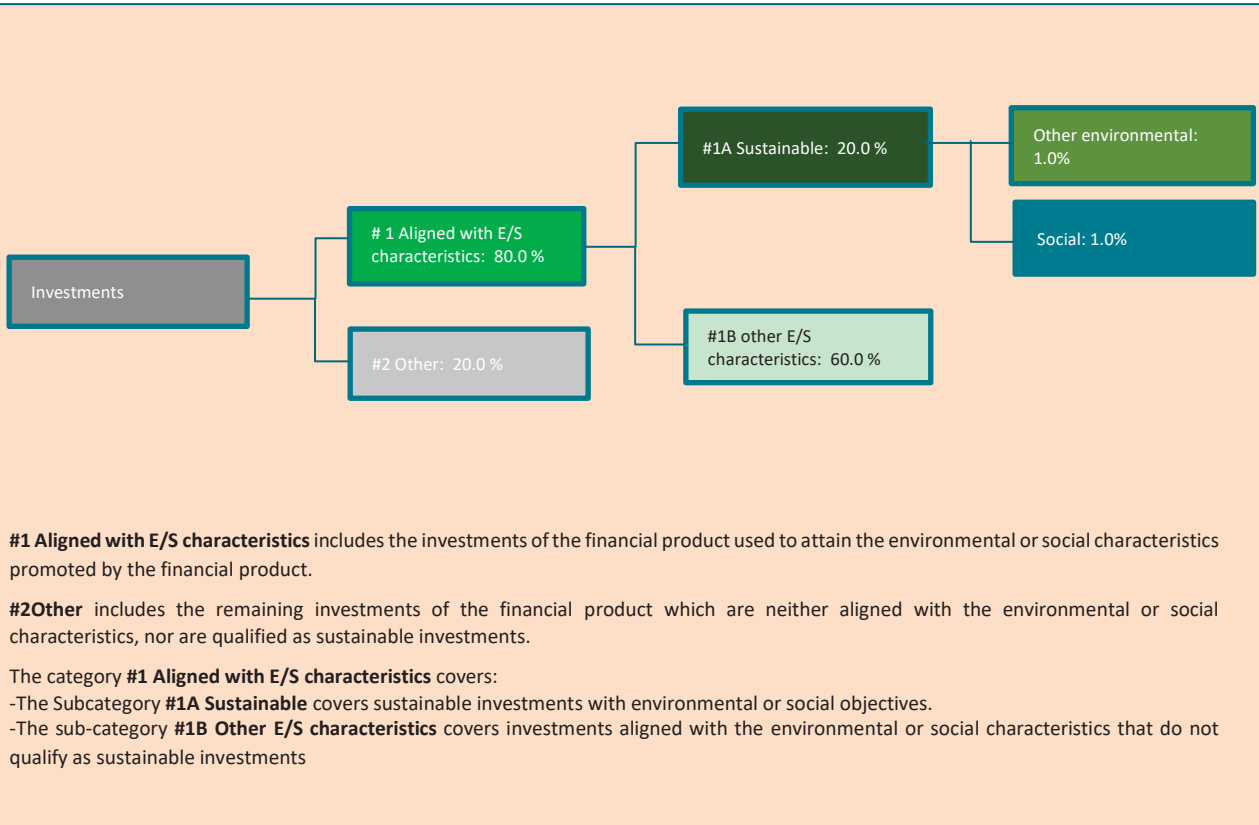 #1A Sustainable: 20.0 %
Other environmental:
1.0%
# 1 Aligned with E/S
characteristics: 80.0 %
Social: 1.0%
Investments
#1B other E/S
characteristics: 60.0 %
#2 Other: 20.0 %
#1 Aligned with E/S characteristics includes the investments of the financial product used to attain the environmental or social characteristics
promoted by the financial product.
#2Other includes the remaining investments of the financial product which are neither aligned with the environmental or social
characteristics, nor are qualified as sustainable investments.
The category #1 Aligned with E/S characteristics covers:
-The Subcategory #1A Sustainable covers sustainable investments with environmental or social objectives.
-The sub-category #1B Other E/S characteristics covers investments aligned with the environmental or social characteristics that do not
qualify as sustainable investments